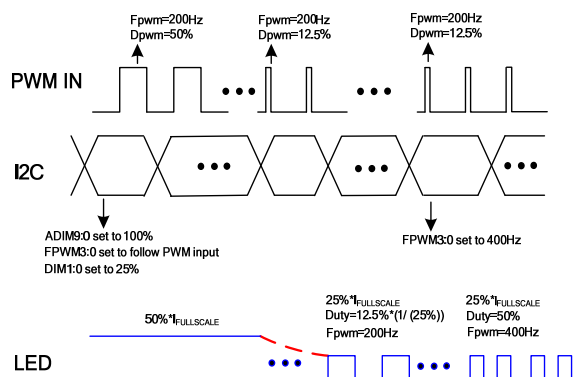 Fpwm=200Hz
Dpwm=50%
Fpwm=200Hz
Dpwm=12.5%
Fpwm=200Hz
Dpwm=12.5%
PWM IN
I2C
ADIM9:0 set to 100%
FPWM3:0 set to follow PWM input
DIM1:0 set to 25%
FPWM3:0 set to 400Hz
50%*IFULLSCALE
25%*IFULLSCALE
Duty=12.5%*(1/ (25%))
Fpwm=200Hz
25%*IFULLSCALE
Duty=50%
Fpwm=400Hz
LED